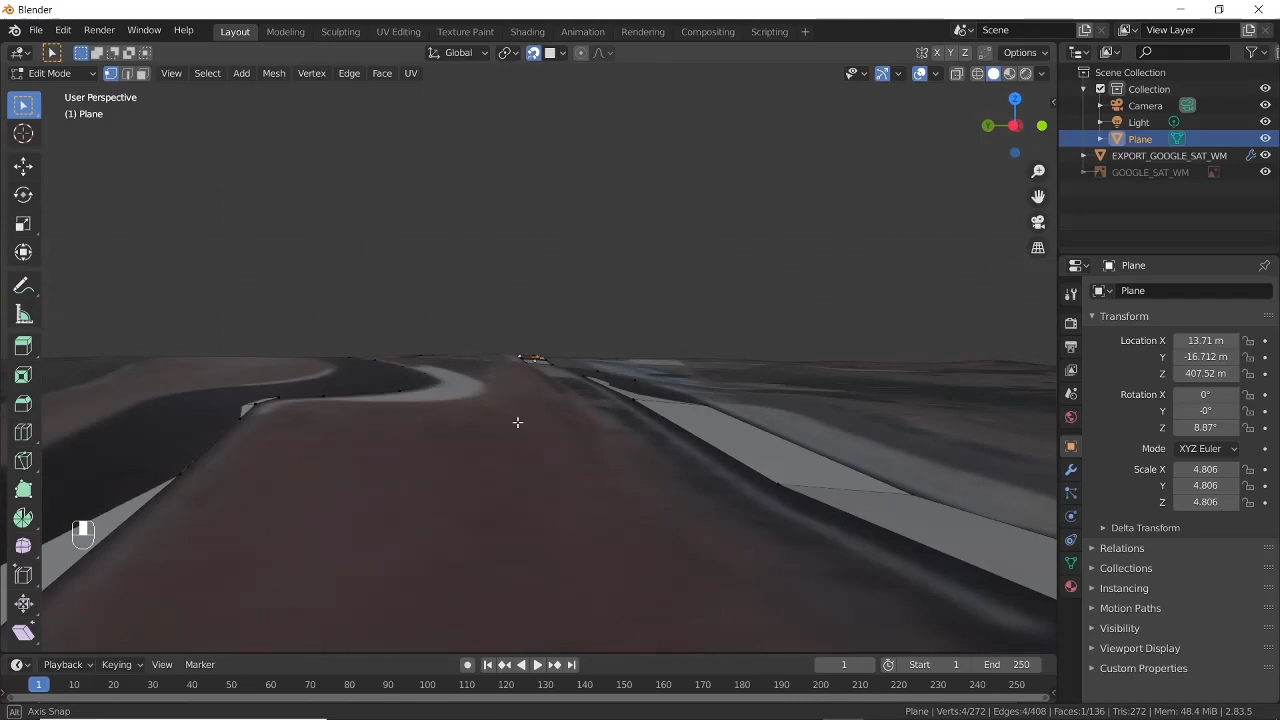 Blender
File Edit Render Window Help Layout Modeling Sculpting UV Editing Texture Paint Shading Animation Rendering Compositing Scripting + Scene View Layer
Global X Y Z Options
Edit Mode View Select Add Mesh Vertex Edge Face UV
User Perspective
(1) Plane
Z
Y
Scene Collection
Collection
Camera
Light
Plane
EXPORT_GOOGLE_SAT_WM
GOOGLE_SAT_WM
Plane
Plane
Transform
Location X 13.71 m
Y -16.712 m
Z 407.52 m
Rotation X 0°
Y -0°
Z 8.87°
Mode XYZ Euler
Scale X 4.806
Y 4.806
Z 4.806
Delta Transform
Relations
Collections
Instancing
Motion Paths
Visibility
Viewport Display
Custom Properties
Playback Keying View Marker 1 Start 1 End 250
1 10 20 30 40 50 60 70 80 90 100 110 120 130 140 150 160 170 180 190 200 210 220 230 240 250
Alt Axis Snap Plane | Verts:4/272 | Edges:4/408 | Faces:1/136 | Tris:272 | Mem: 48.4 MiB | 2.83.5